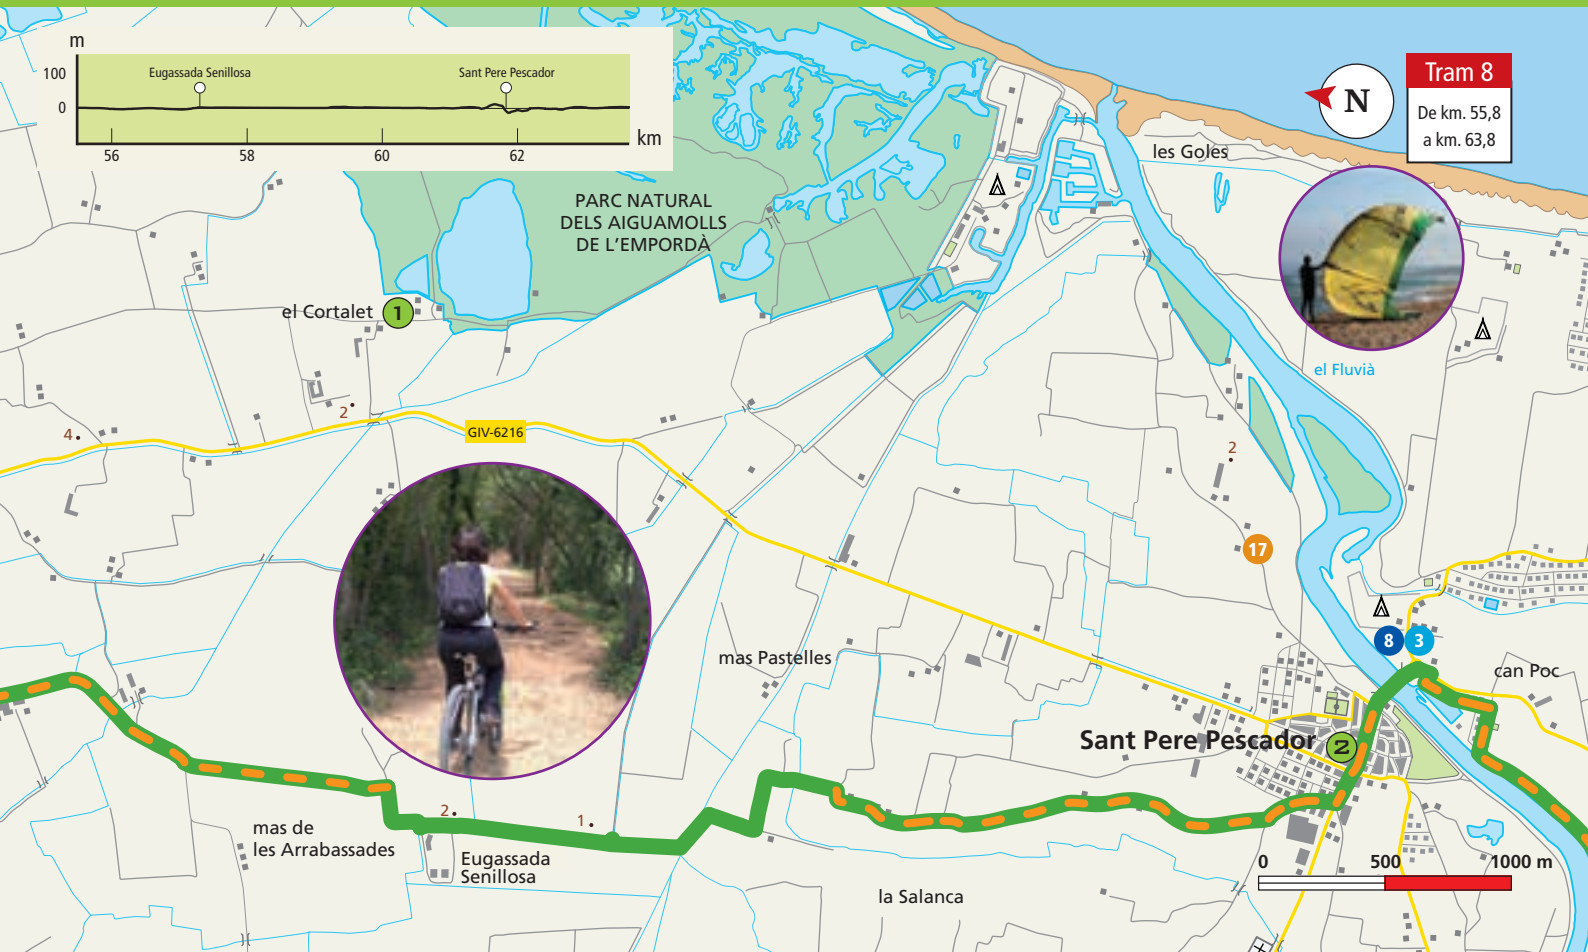 m
100
0
Eugassada Senillosa
Sant Pere Pescador
56
58
60
62
km
N
Tram 8
De km. 55,8
a km. 63,8
les Goles
PARC NATURAL
DELS AIGUAMOLLS
DE L'EMPORDÀ
el Cortalet
1
el Fluvià
2
4
GIV-6216
2
17
8
3
mas Pastelles
can Poc
Sant Pere Pescador
2
2
1
mas de
les Arrabassades
Eugassada
Senillosa
la Salanca
0
500
1000 m